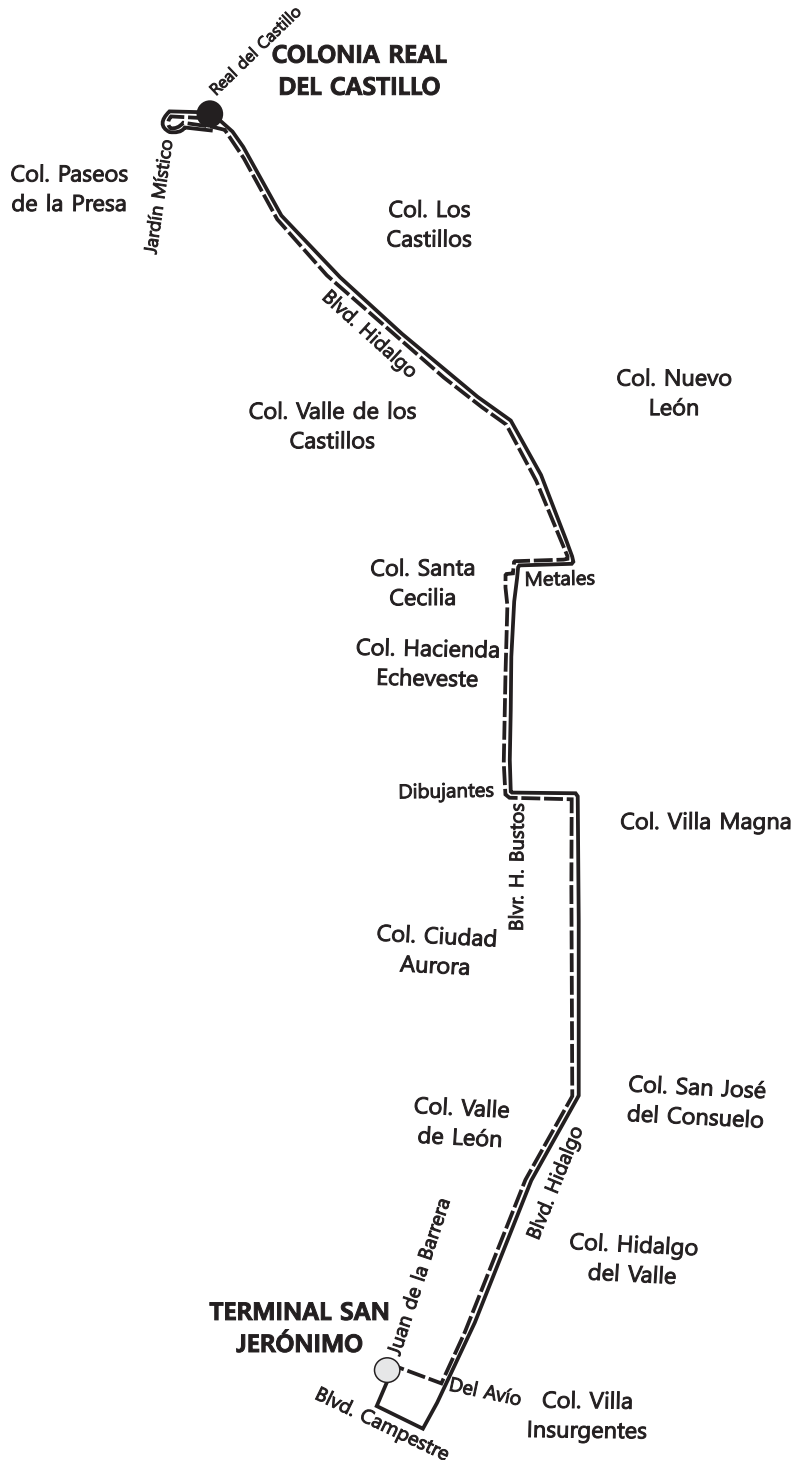 Real del Castillo
COLONIA REAL
DEL CASTILLO
Jardín Místico
Col. Paseos
de la Presa
Col. Los
Castillos
Blvd. Hidalgo
Col. Nuevo
León
Col. Valle de los
Castillos
Col. Santa
Cecilia
Metales
Col. Hacienda
Echeveste
Dibujantes
Blvr. H. Bustos
Col. Villa Magna
Col. Ciudad
Aurora
Col. San José
del Consuelo
Col. Valle
de León
Blvd. Hidalgo
Col. Hidalgo
del Valle
Juan de la Barrera
TERMINAL SAN
JERÓNIMO
Del Avío
Col. Villa
Insurgentes
Blvd. Campestre